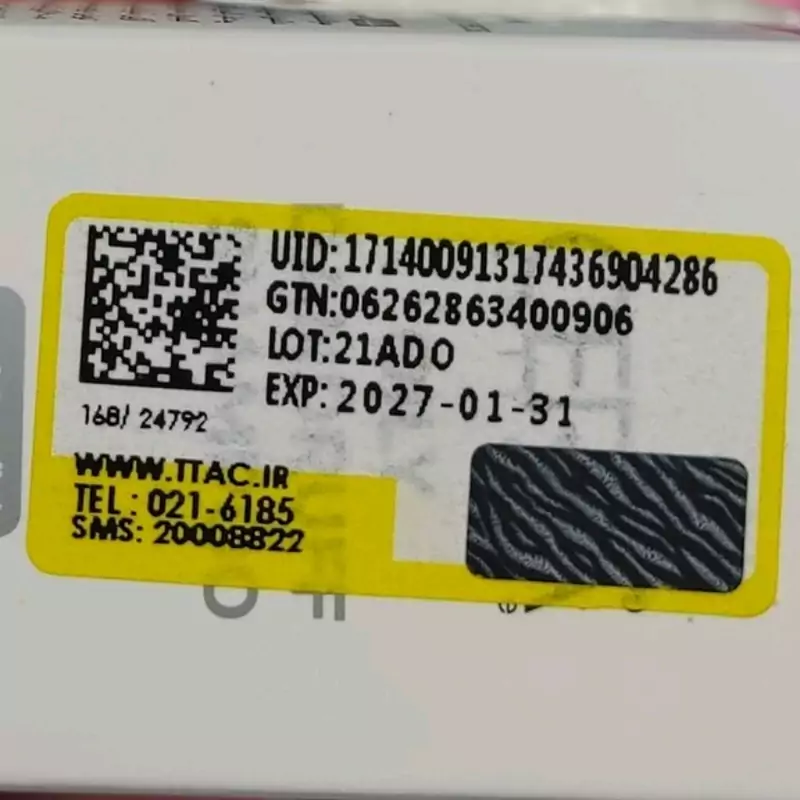 UID:17140091317436904286
GTN:06262863400906
LOT:21ADO
EXP: 2027-01-31
168/ 24792
WWW.TTAC.IR
TEL : 021-6185
SMS: 20008822